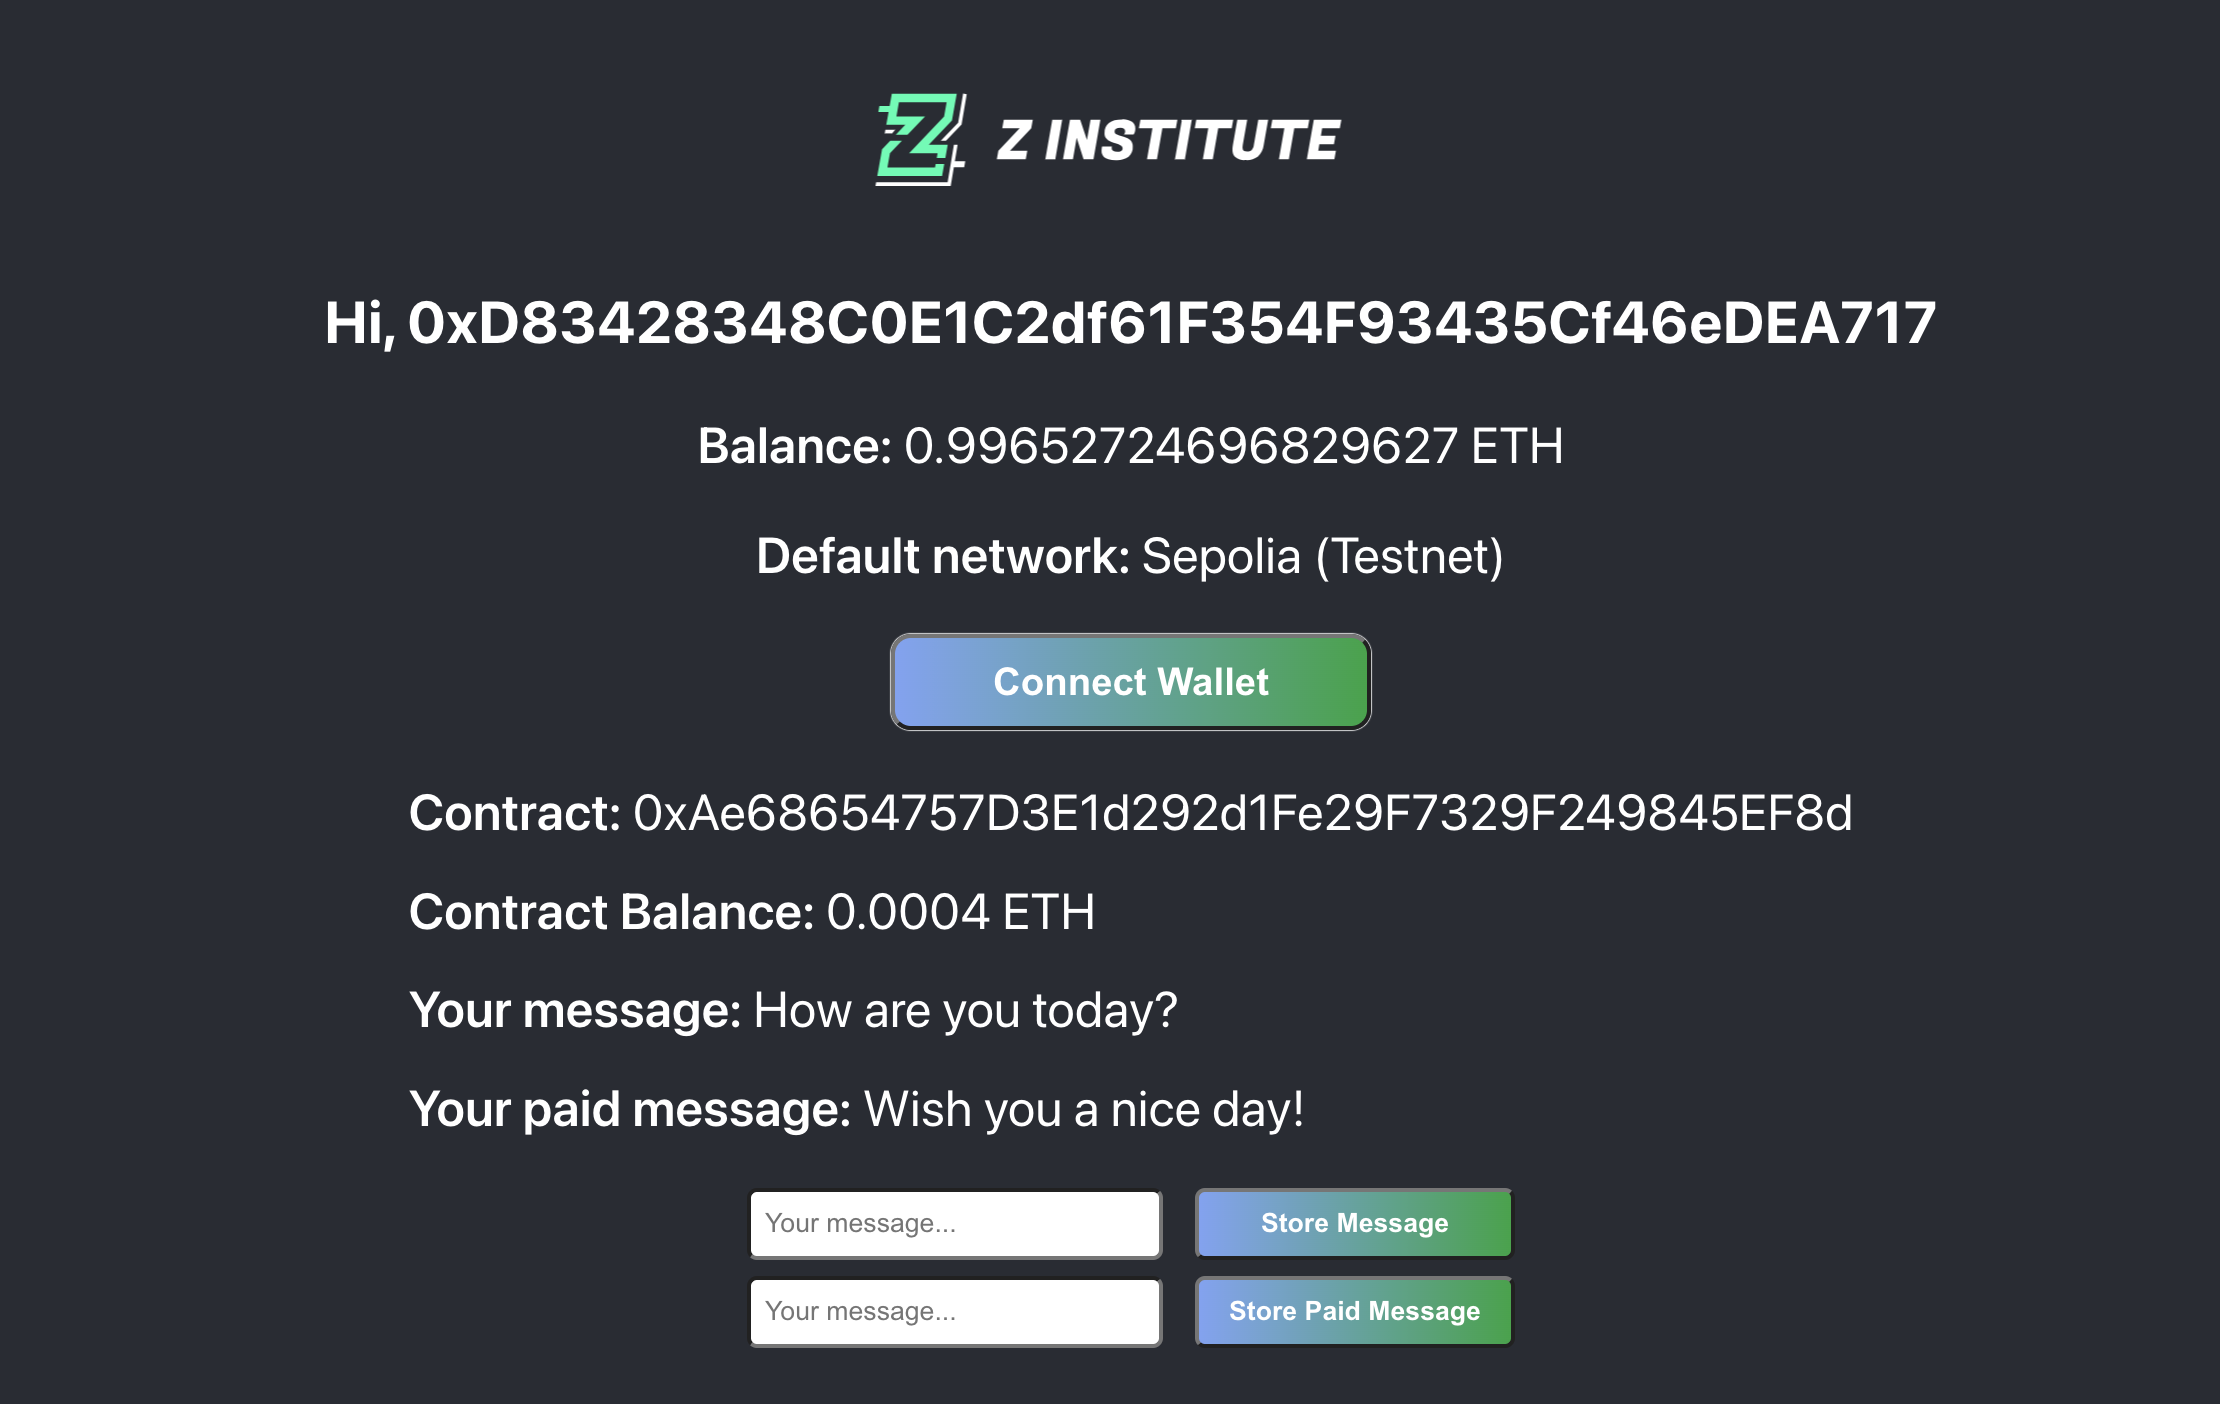 Z INSTITUTE
Hi, 0xD83428348C0E1C2df61F354F93435Cf46eDEA717
Balance: 0.99652724696829627 ETH
Default network: Sepolia (Testnet)
Connect Wallet
Contract: 0xAe68654757D3E1d292d1Fe29F7329F249845EF8d
Contract Balance: 0.0004 ETH
Your message: How are you today?
Your paid message: Wish you a nice day!
Your message... Store Message
Your message... Store Paid Message